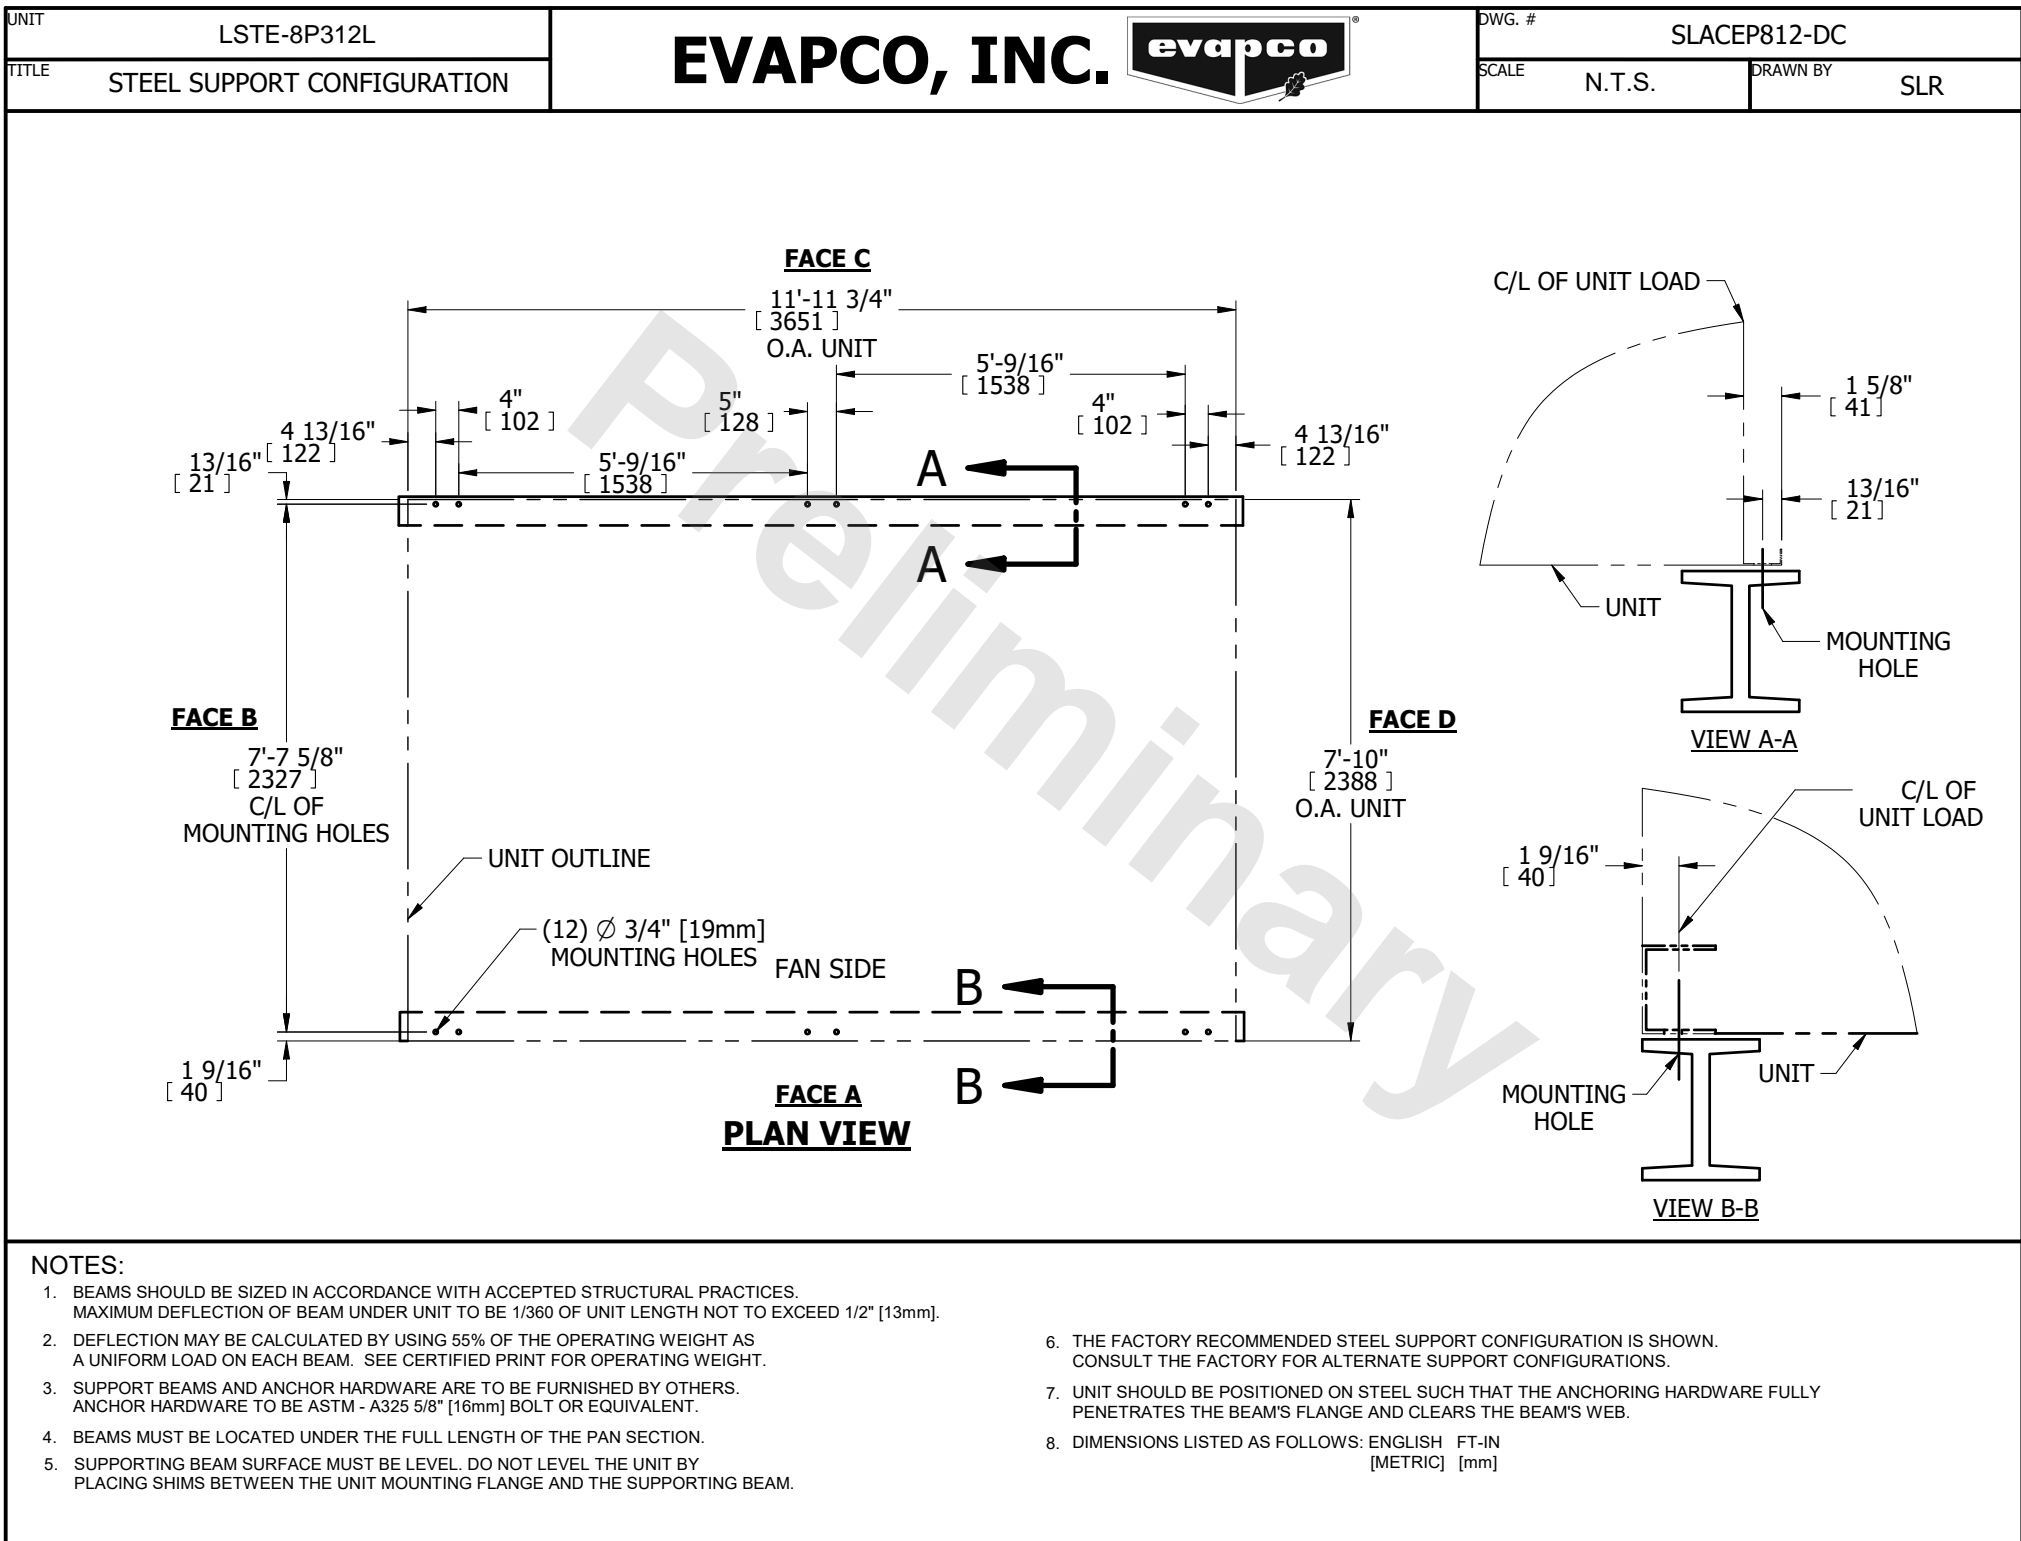 UNIT
LSTE-8P312L
TITLE
STEEL SUPPORT CONFIGURATION
EVAPCO, INC.
evapco
®
DWG. #
SLACEP812-DC
SCALE
N.T.S.
DRAWN BY
SLR
FACE C
11'-11 3/4"
[ 3651 ]
O.A. UNIT
5'-9/16"
[ 1538 ]
4"
[ 102 ]
5"
[ 128 ]
4"
[ 102 ]
4 13/16"
[ 122 ]
13/16"
[ 21 ]
5'-9/16"
[ 1538 ]
4 13/16"
[ 122 ]
A
A
FACE B
7'-7 5/8"
[ 2327 ]
C/L OF
MOUNTING HOLES
FACE D
7'-10"
[ 2388 ]
O.A. UNIT
UNIT OUTLINE
(12) Ø 3/4" [19mm]
MOUNTING HOLES
FAN SIDE
B
B
1 9/16"
[ 40 ]
FACE A
PLAN VIEW
Preliminary
C/L OF UNIT LOAD
1 5/8"
[ 41 ]
13/16"
[ 21 ]
UNIT
MOUNTING
HOLE
VIEW A-A
C/L OF
UNIT LOAD
1 9/16"
[ 40 ]
UNIT
MOUNTING
HOLE
VIEW B-B
NOTES:
1. BEAMS SHOULD BE SIZED IN ACCORDANCE WITH ACCEPTED STRUCTURAL PRACTICES.
MAXIMUM DEFLECTION OF BEAM UNDER UNIT TO BE 1/360 OF UNIT LENGTH NOT TO EXCEED 1/2" [13mm].
2. DEFLECTION MAY BE CALCULATED BY USING 55% OF THE OPERATING WEIGHT AS
A UNIFORM LOAD ON EACH BEAM. SEE CERTIFIED PRINT FOR OPERATING WEIGHT.
3. SUPPORT BEAMS AND ANCHOR HARDWARE ARE TO BE FURNISHED BY OTHERS.
ANCHOR HARDWARE TO BE ASTM - A325 5/8" [16mm] BOLT OR EQUIVALENT.
4. BEAMS MUST BE LOCATED UNDER THE FULL LENGTH OF THE PAN SECTION.
5. SUPPORTING BEAM SURFACE MUST BE LEVEL. DO NOT LEVEL THE UNIT BY
PLACING SHIMS BETWEEN THE UNIT MOUNTING FLANGE AND THE SUPPORTING BEAM.
6. THE FACTORY RECOMMENDED STEEL SUPPORT CONFIGURATION IS SHOWN.
CONSULT THE FACTORY FOR ALTERNATE SUPPORT CONFIGURATIONS.
7. UNIT SHOULD BE POSITIONED ON STEEL SUCH THAT THE ANCHORING HARDWARE FULLY
PENETRATES THE BEAM'S FLANGE AND CLEARS THE BEAM'S WEB.
8. DIMENSIONS LISTED AS FOLLOWS: ENGLISH FT-IN
[METRIC] [mm]